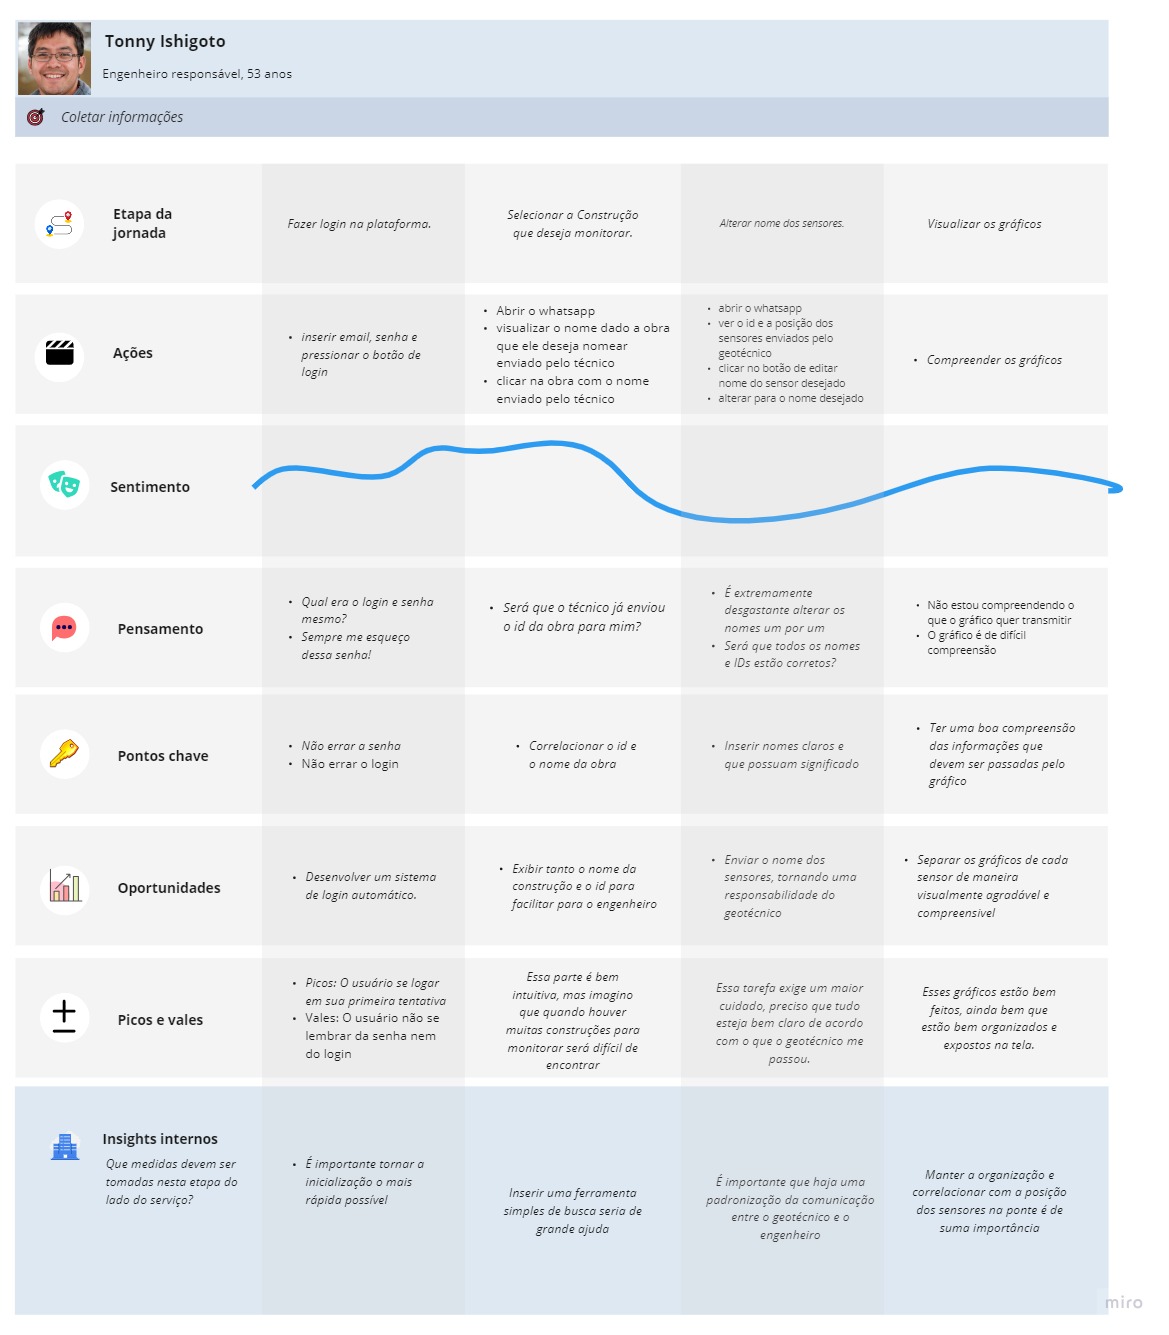 Tonny Ishigoto
Engenheiro responsável, 53 anos
Coletar informações
Etapa da
jornada
Fazer login na plataforma.
Selecionar a Construção
que deseja monitorar.
Alterar nome dos sensores.
Visualizar os gráficos
Ações
• inserir email, senha e
pressionar o botão de
login
• Abrir o whatsapp
• visualizar o nome dado a obra
que ele deseja nomear
enviado pelo técnico
• clicar na obra com o nome
enviado pelo técnico
• abrir o whatsapp
• ver o id e a posição dos
sensores enviados pelo
geotécnico
• clicar no botão de editar
nome do sensor desejado
• alterar para o nome desejado
• Compreender os gráficos
Sentimento
Pensamento
• Qual era o login e senha
mesmo?
• Sempre me esqueço
dessa senha!
• Será que o técnico já enviou
o id da obra para mim?
• É extremamente
desgastante alterar os
nomes um por um
• Será que todos os nomes
e IDs estão corretos?
• Não estou compreendendo o
que o gráfico quer transmitir
• O gráfico é de difícil
compreensão
Pontos chave
• Não errar a senha
• Não errar o login
• Correlacionar o id e
o nome da obra
• Inserir nomes claros e
que possuam significado
• Ter uma boa compreensão
das informações que
devem ser passadas pelo
gráfico
Oportunidades
• Desenvolver um sistema
de login automático.
• Exibir tanto o nome da
construção e o id para
facilitar para o engenheiro
• Enviar o nome dos
sensores, tornando uma
responsabilidade do
geotécnico
• Separar os gráficos de cada
sensor de maneira
visualmente agradável e
compreensível
Picos e vales
• Picos: O usuário se logar
em sua primeira tentativa
• Vales: O usuário não se
lembrar da senha nem
do login
Essa parte é bem
intuitiva, mas imagino
que quando houver
muitas construções para
monitorar será difícil de
encontrar
Essa tarefa exige um maior
cuidado, preciso que tudo
esteja bem claro de acordo
com o que o geotécnico me
passou.
Esses gráficos estão bem
feitos, ainda bem que
estão bem organizados e
expostos na tela.
Insights internos
Que medidas devem ser
tomadas nesta etapa do
lado do serviço?
• É importante tornar a
inicialização o mais
rápida possível
Inserir uma ferramenta
simples de busca seria de
grande ajuda
É importante que haja uma
padronização da comunicação
entre o geotécnico e o
engenheiro
Manter a organização e
correlacionar com a posição
dos sensores na ponte é de
suma importância
miro